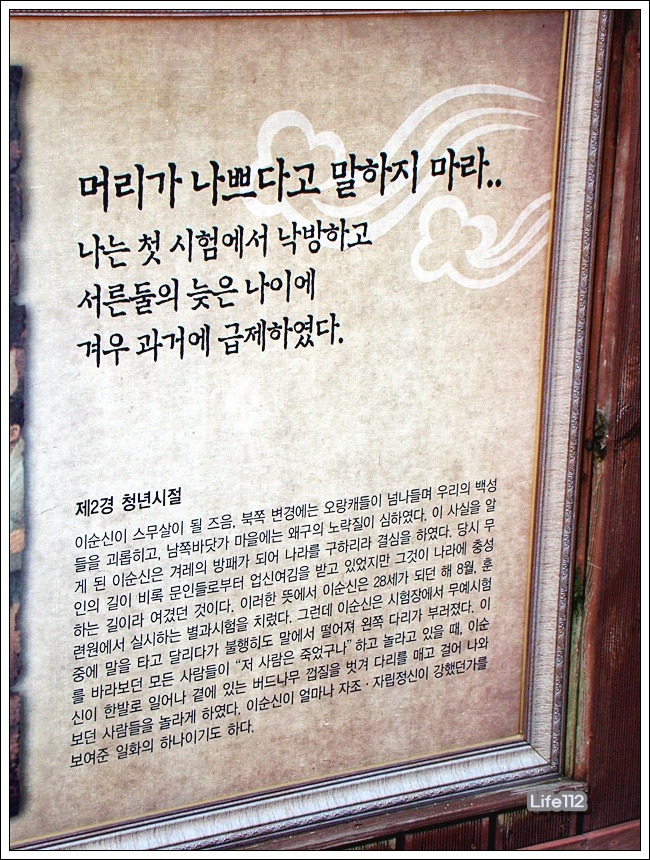 머리가 나쁘다고 말하지 마라..
나는 첫 시험에서 낙방하고
서른둘의 늦은 나이에
겨우 과거에 급제하였다.
제2경 청년시절
이순신이 스무살이 될 즈음, 북쪽 변경에는 오랑캐들이 넘나들며 우리의 백성
들을 괴롭히고, 남쪽바닷가 마을에는 왜구의 노략질이 심하였다. 이 사실을 알
게 된 이순신은 겨레의 방패가 되어 나라를 구하리라 결심을 하였다. 당시 무
인의 길이 비록 문인들로부터 업신여김을 받고 있었지만 그것이 나라에 충성
하는 길이라 여겼던 것이다. 이러한 뜻에서 이순신은 28세가 되던 해 8월, 훈
련원에서 실시하는 별과시험을 치렀다. 그런데 이순신은 시험장에서 무예시험
중에 말을 타고 달리다가 불행히도 말에서 떨어져 왼쪽 다리가 부러졌다. 이
를 바라보던 모든 사람들이 “저 사람은 죽었구나” 하고 놀라고 있을 때, 이순
신이 한발로 일어나 곁에 있는 버드나무 껍질을 벗겨 다리를 매고 걸어 나와
보던 사람들을 놀라게 하였다. 이순신이 얼마나 자조·자립정신이 강했던가를
보여준 일화의 하나이기도 하다.
Life112